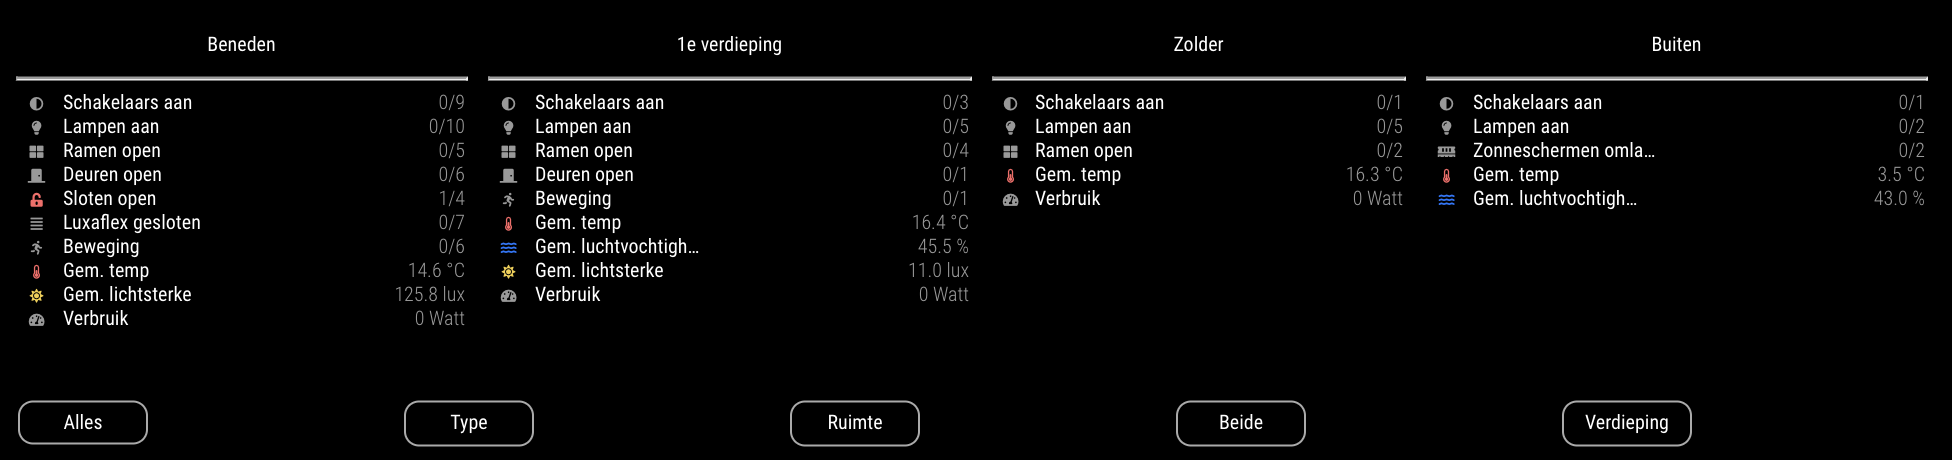 Beneden
Schakelaars aan 0/9
Lampen aan 0/10
Ramen open 0/5
Deuren open 0/6
Sloten open 1/4
Luxaflex gesloten 0/7
Beweging 0/6
Gem. temp 14.6 °C
Gem. lichtsterke 125.8 lux
Verbruik 0 Watt
1e verdieping
Schakelaars aan 0/3
Lampen aan 0/5
Ramen open 0/4
Deuren open 0/1
Beweging 0/1
Gem. temp 16.4 °C
Gem. luchtvochtigh... 45.5 %
Gem. lichtsterke 11.0 lux
Verbruik 0 Watt
Zolder
Schakelaars aan 0/1
Lampen aan 0/5
Ramen open 0/2
Gem. temp 16.3 °C
Verbruik 0 Watt
Buiten
Schakelaars aan 0/1
Lampen aan 0/2
Zonneschermen omla... 0/2
Gem. temp 3.5 °C
Gem. luchtvochtigh... 43.0 %
Alles
Type
Ruimte
Beide
Verdieping